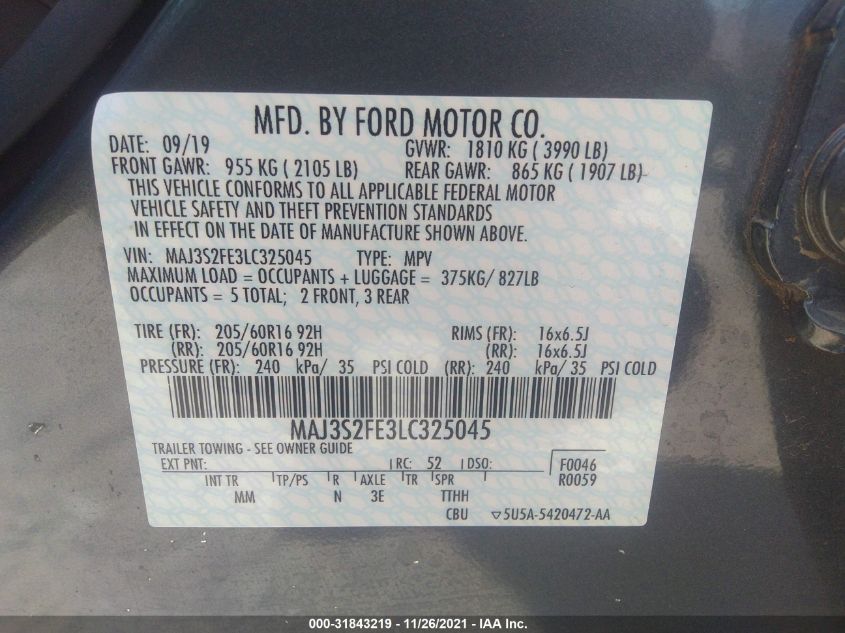 MFD. BY FORD MOTOR CO.
DATE: 09/19 GVWR: 1810 KG ( 3990 LB)
FRONT GAWR: 955 KG ( 2105 LB) REAR GAWR: 865 KG ( 1907 LB)
THIS VEHICLE CONFORMS TO ALL APPLICABLE FEDERAL MOTOR
VEHICLE SAFETY AND THEFT PREVENTION STANDARDS
IN EFFECT ON THE DATE OF MANUFACTURE SHOWN ABOVE.
VIN: MAJ3S2FE3LC325045 TYPE: MPV
MAXIMUM LOAD = OCCUPANTS + LUGGAGE = 375KG/ 827LB
OCCUPANTS = 5 TOTAL; 2 FRONT, 3 REAR
TIRE (FR): 205/60R16 92H RIMS (FR): 16x6.5J
(RR): 205/60R16 92H (RR): 16x6.5J
PRESSURE (FR): 240 kPa/ 35 PSI COLD (RR): 240 kPa/ 35 PSI COLD
MAJ3S2FE3LC325045
TRAILER TOWING - SEE OWNER GUIDE
EXT PNT: RC: 52 DSO: F0046
INT TR TP/PS R AXLE TR SPR R0059
MM N 3E TTHH
CBU ▽5U5A-5420472-AA
000-31843219 - 11/26/2021 - IAA Inc.